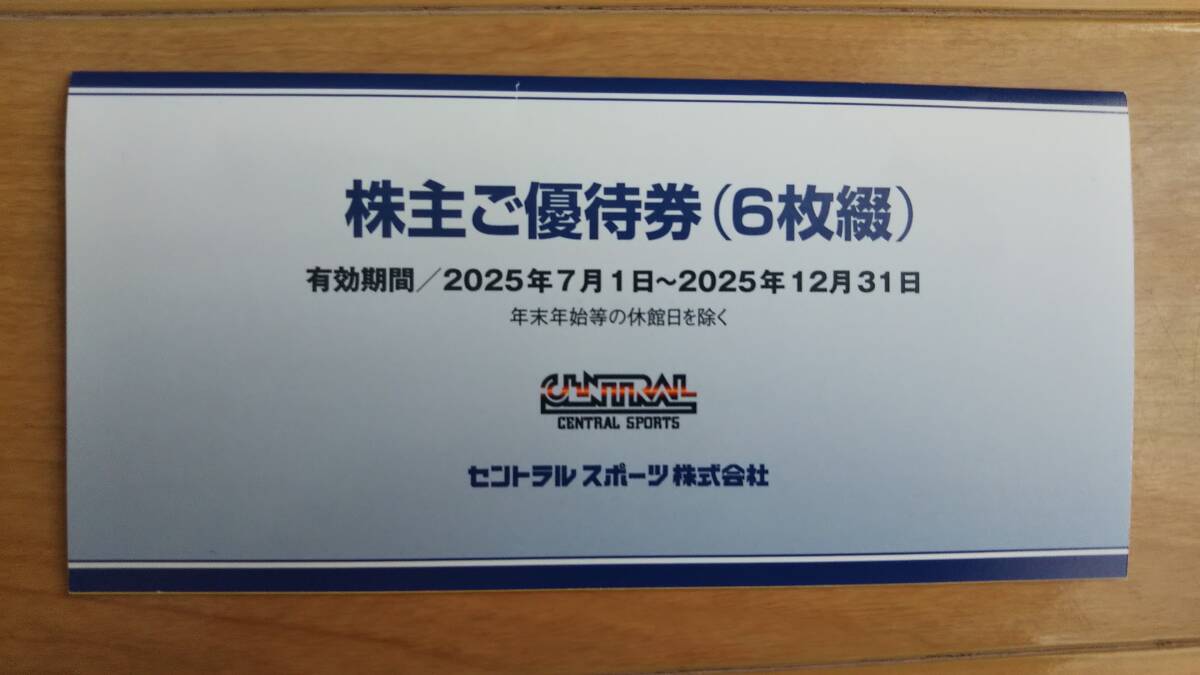 株主ご優待券(6枚綴)
有効期間／2025年7月1日～2025年12月31日
年末年始等の休館日を除く
CENTRAL
CENTRAL SPORTS
セントラルスポーツ株式会社